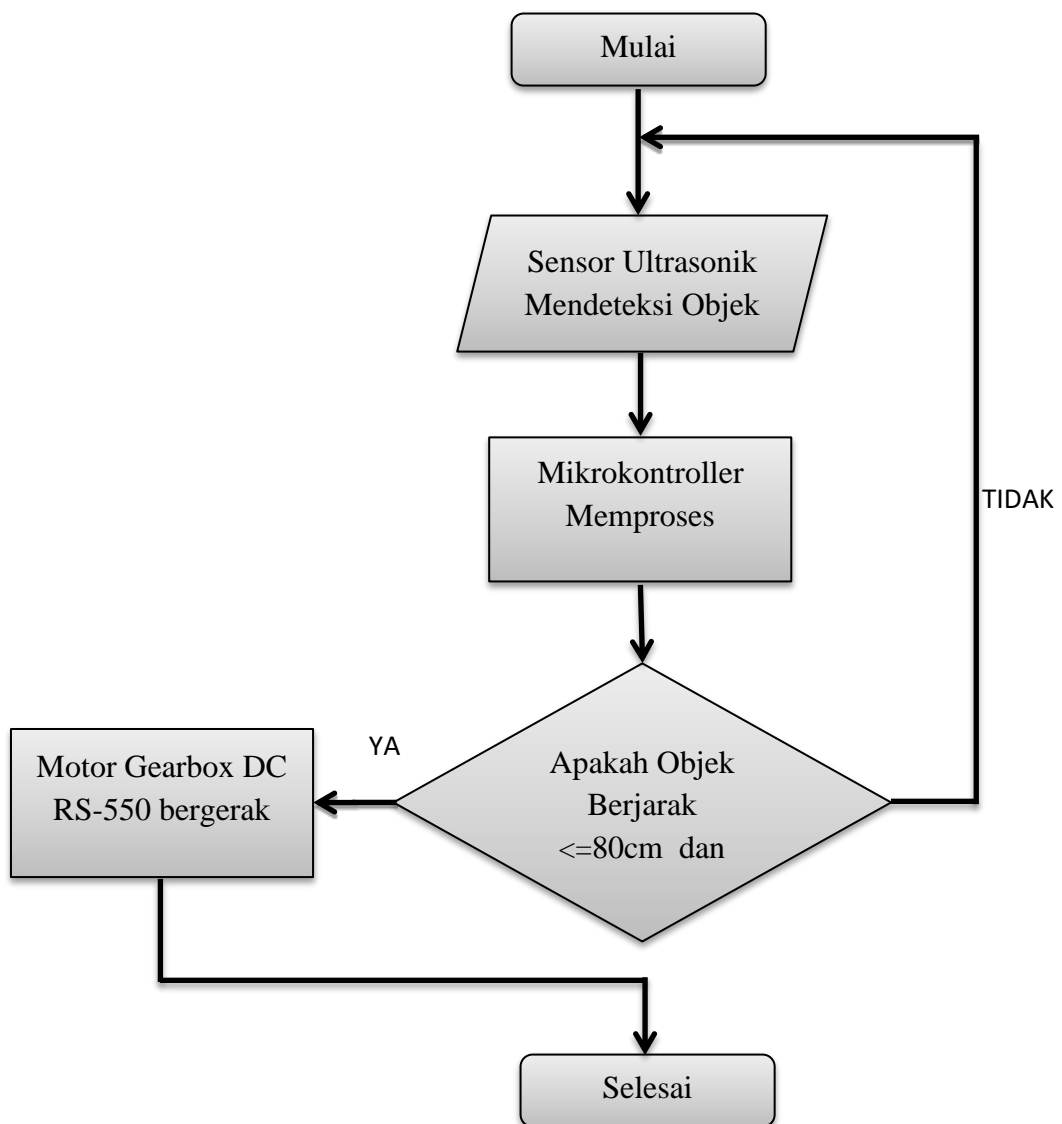 Mulai
Sensor Ultrasonik
Mendeteksi Objek
Mikrokontroller
Memproses
TIDAK
YA
Apakah Objek
Berjarak
<=80cm dan
Motor Gearbox DC
RS-550 bergerak
Selesai